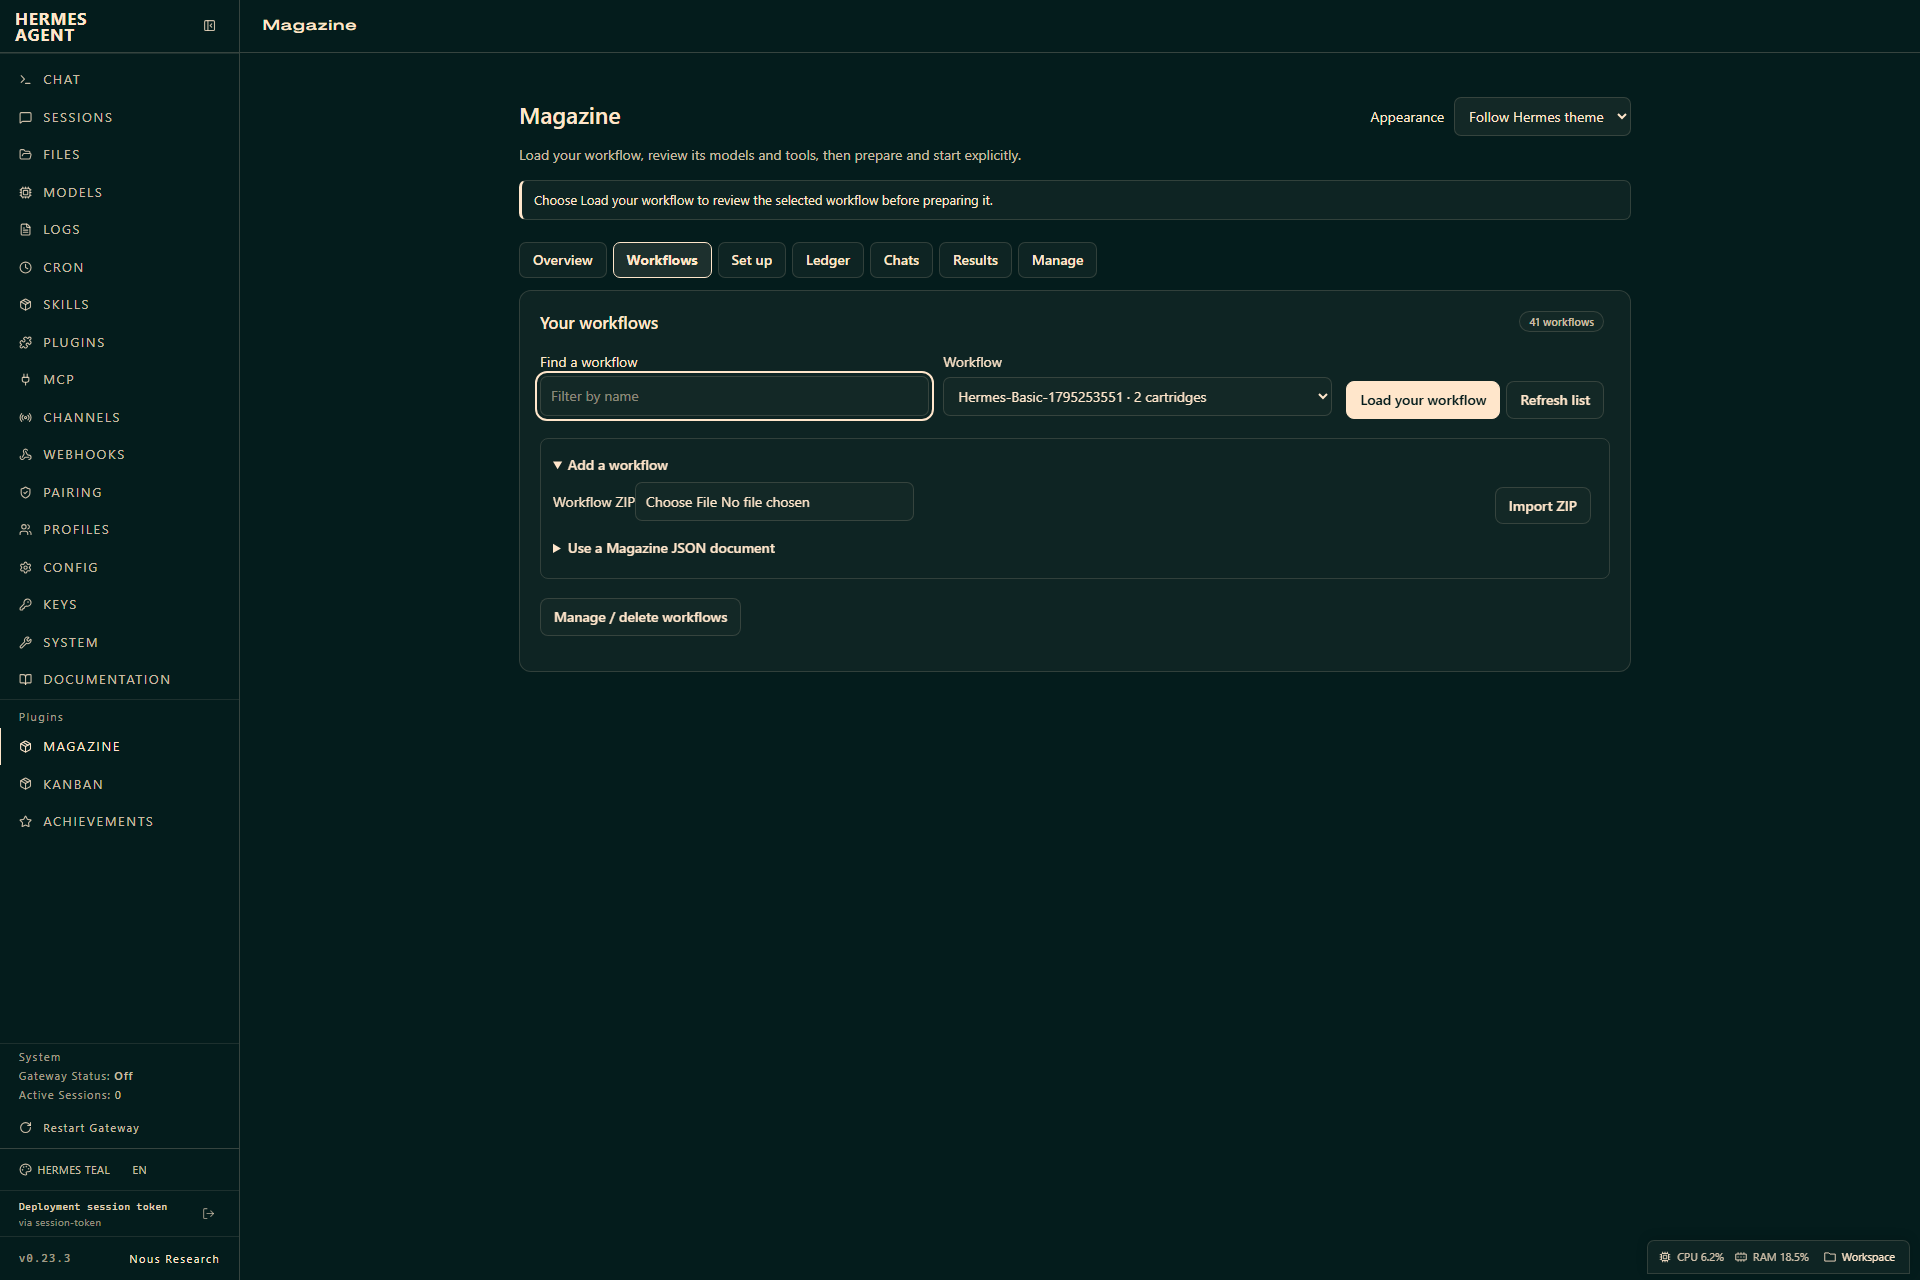 HERMES
AGENT
Magazine
CHAT
SESSIONS
FILES
MODELS
LOGS
CRON
SKILLS
PLUGINS
MCP
CHANNELS
WEBHOOKS
PAIRING
PROFILES
CONFIG
KEYS
SYSTEM
DOCUMENTATION
Plugins
MAGAZINE
KANBAN
ACHIEVEMENTS
System
Gateway Status: Off
Active Sessions: 0
Restart Gateway
HERMES TEAL EN
Deployment session token
via session-token
v0.23.3 Nous Research
Magazine
Appearance Follow Hermes theme
Load your workflow, review its models and tools, then prepare and start explicitly.
Choose Load your workflow to review the selected workflow before preparing it.
Overview Workflows Set up Ledger Chats Results Manage
Your workflows 41 workflows
Find a workflow Workflow
Filter by name Hermes-Basic-1795253551 · 2 cartridges Load your workflow Refresh list
Add a workflow
Workflow ZIP Choose File No file chosen Import ZIP
Use a Magazine JSON document
Manage / delete workflows
CPU 6.2% RAM 18.5% Workspace